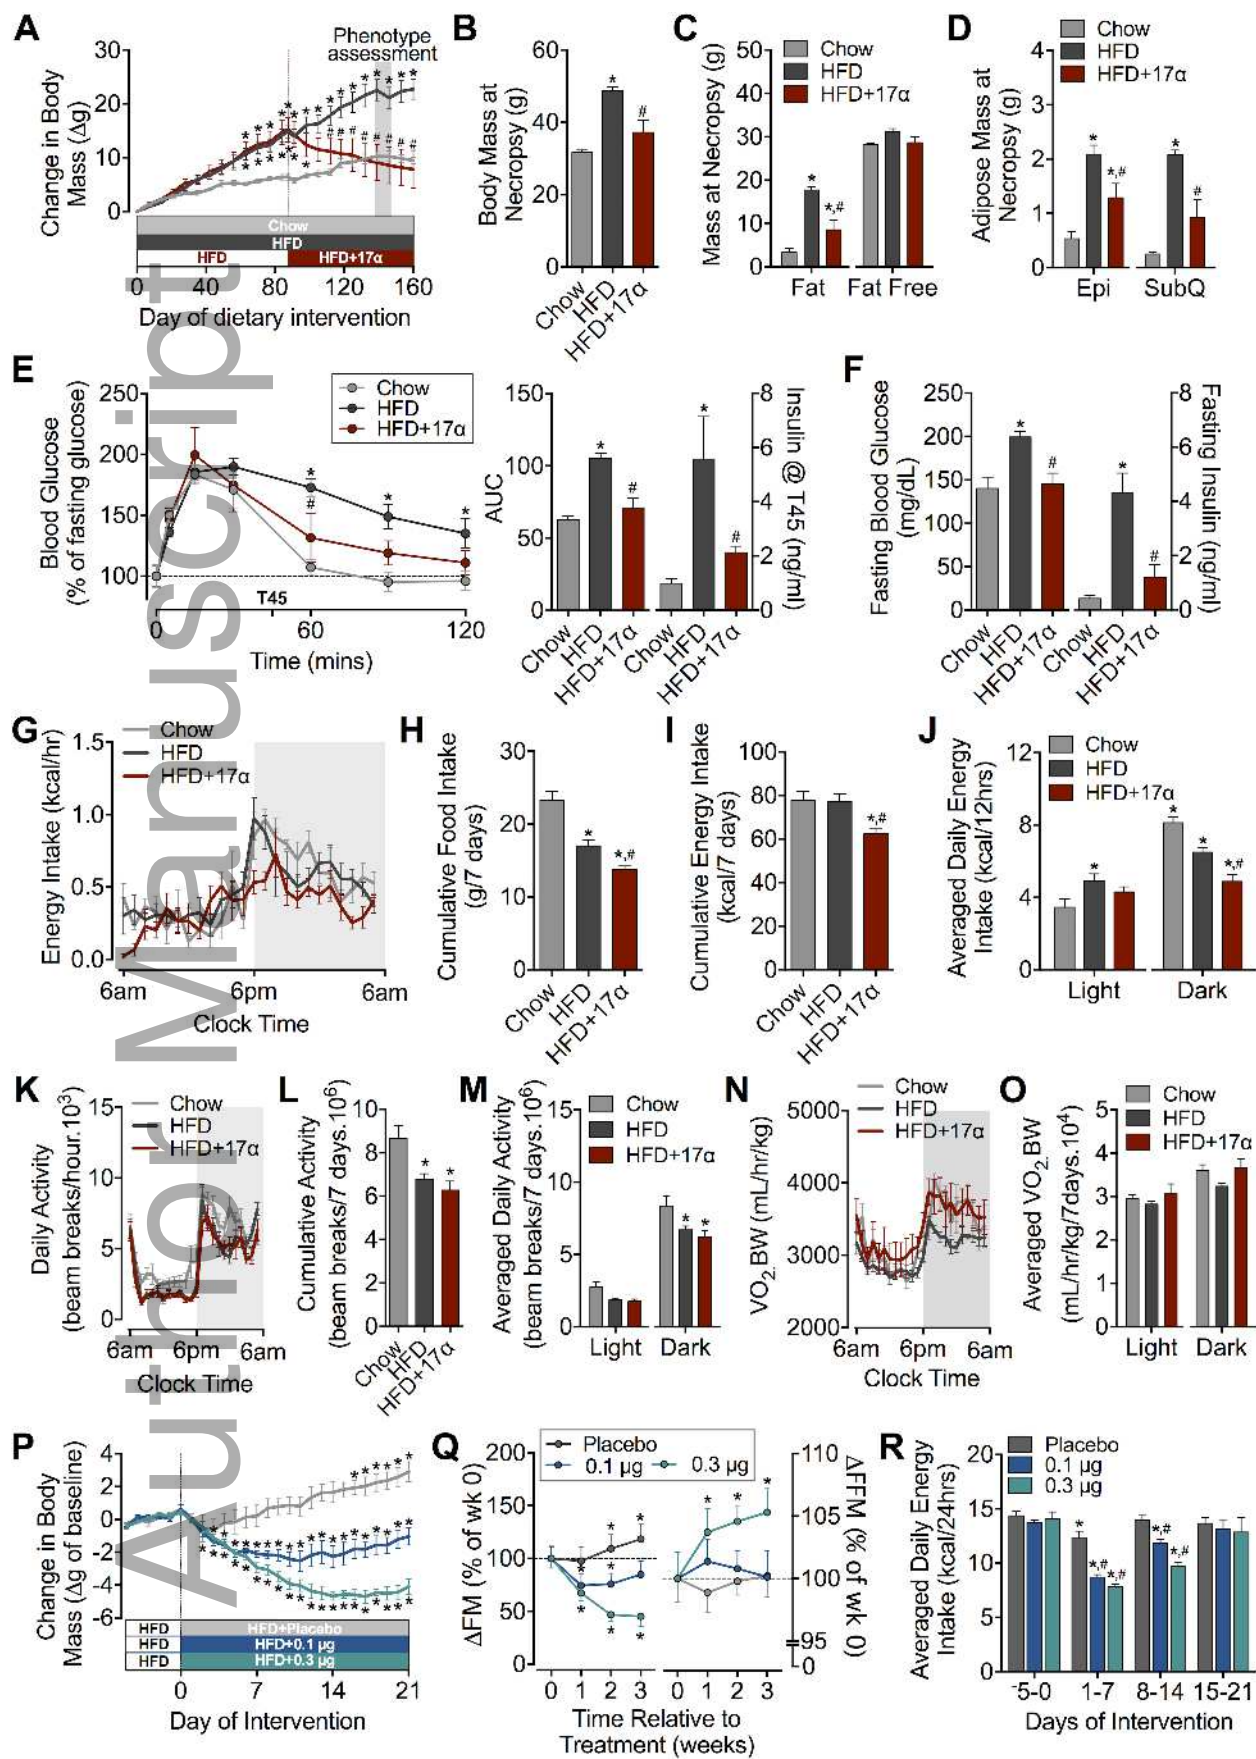 A
Phenotype
assessment
Change in Body
Mass (Δg)
30
20
10
0
Chow
HFD
HFD
HFD+17α
0
40
80
120
160
Day of dietary intervention
B
Body Mass at
Necropsy (g)
60
40
20
0
Chow
HFD
HFD+17α
C
Mass at Necropsy (g)
50
40
30
20
10
0
Chow
HFD
HFD+17α
Fat
Fat Free
D
Adipose Mass at
Necropsy (g)
4
3
2
1
0
Chow
HFD
HFD+17α
Epi
SubQ
E
Blood Glucose
(% of fasting glucose)
250
200
150
100
Chow
HFD
HFD+17α
T45
0
60
120
Time (mins)
AUC
150
100
50
0
Insulin @ T45 (ng/ml)
8
6
4
2
0
Chow
HFD
HFD+17α
Chow
HFD
HFD+17α
F
Fasting Blood Glucose
(mg/dL)
250
200
150
100
50
0
Fasting Insulin (ng/ml)
8
6
4
2
0
Chow
HFD
HFD+17α
Chow
HFD
HFD+17α
G
Energy Intake (kcal/hr)
Chow
HFD
HFD+17α
1.5
1.0
0.5
0.0
6am
6pm
6am
Clock Time
H
Cumulative Food Intake
(g/7 days)
30
20
10
0
Chow
HFD
HFD+17α
I
Cumulative Energy Intake
(kcal/7 days)
100
80
60
40
20
0
Chow
HFD
HFD+17α
J
Averaged Daily Energy
Intake (kcal/12hrs)
12
8
4
0
Chow
HFD
HFD+17α
Light
Dark
K
Daily Activity
(beam breaks/hour.10³)
Chow
HFD
HFD+17α
15
10
5
0
6am
6pm
6am
Clock Time
L
Cumulative Activity
(beam breaks/7 days.10⁶)
10
8
6
4
2
0
Chow
HFD
HFD+17α
M
Averaged Daily Activity
(beam breaks/7 days.10⁶)
15
10
5
0
Chow
HFD
HFD+17α
Light
Dark
N
VO₂.BW (mL/hr/kg)
Chow
HFD
HFD+17α
5000
4000
3000
2000
6am
6pm
6am
Clock Time
O
Averaged VO₂.BW
(mL/hr/kg/7days.10⁴)
5
4
3
2
1
0
Chow
HFD
HFD+17α
Light
Dark
P
Change in Body
Mass (Δg of baseline)
4
2
0
-2
-4
-6
HFD
HFD+Placebo
HFD
HFD+0.1 µg
HFD
HFD+0.3 µg
0
7
14
21
Day of Intervention
Q
ΔFM (% of wk 0)
200
150
100
50
0
Placebo
0.1 µg
0.3 µg
ΔFFM (% of wk 0)
110
105
100
95
0
0 1 2 3
0 1 2 3
Time Relative to
Treatment (weeks)
R
Averaged Daily Energy
Intake (kcal/24hrs)
20
15
10
5
0
Placebo
0.1 µg
0.3 µg
-5-0
1-7
8-14
15-21
Days of Intervention
Author Manuscript